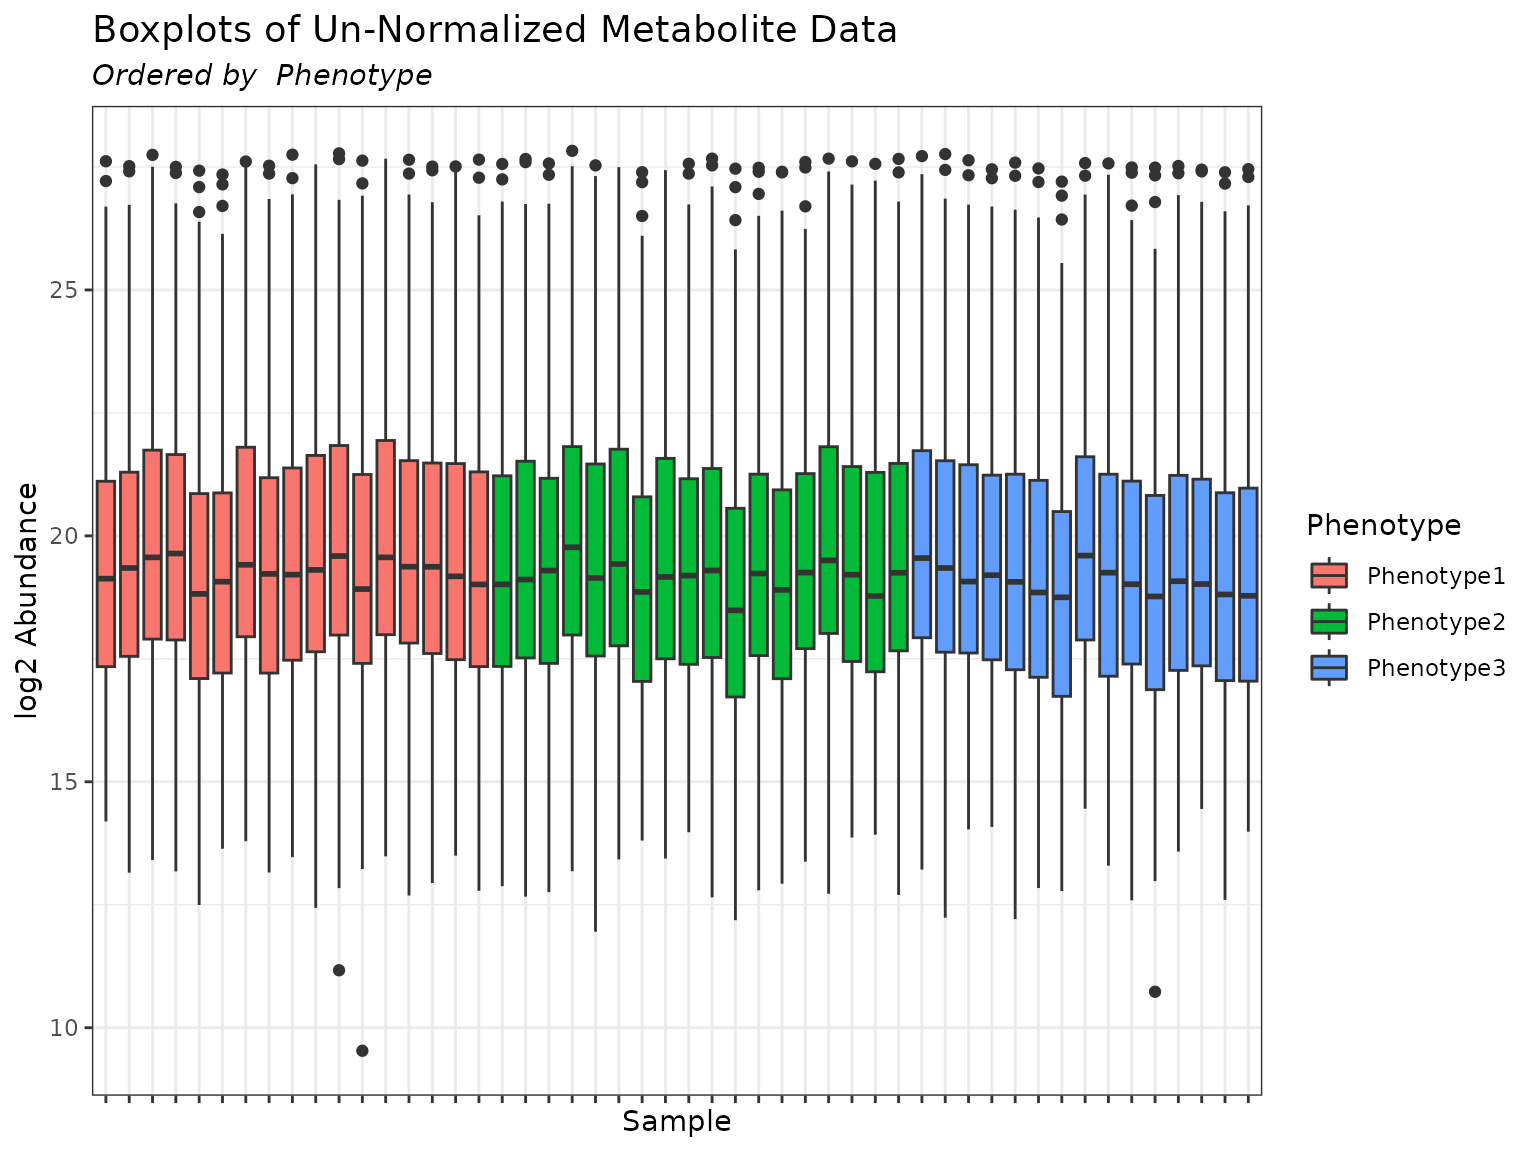 Boxplots of Un-Normalized Metabolite Data
Ordered by  Phenotype
log2 Abundance
25
20
15
10
Sample
Phenotype
Phenotype1
Phenotype2
Phenotype3